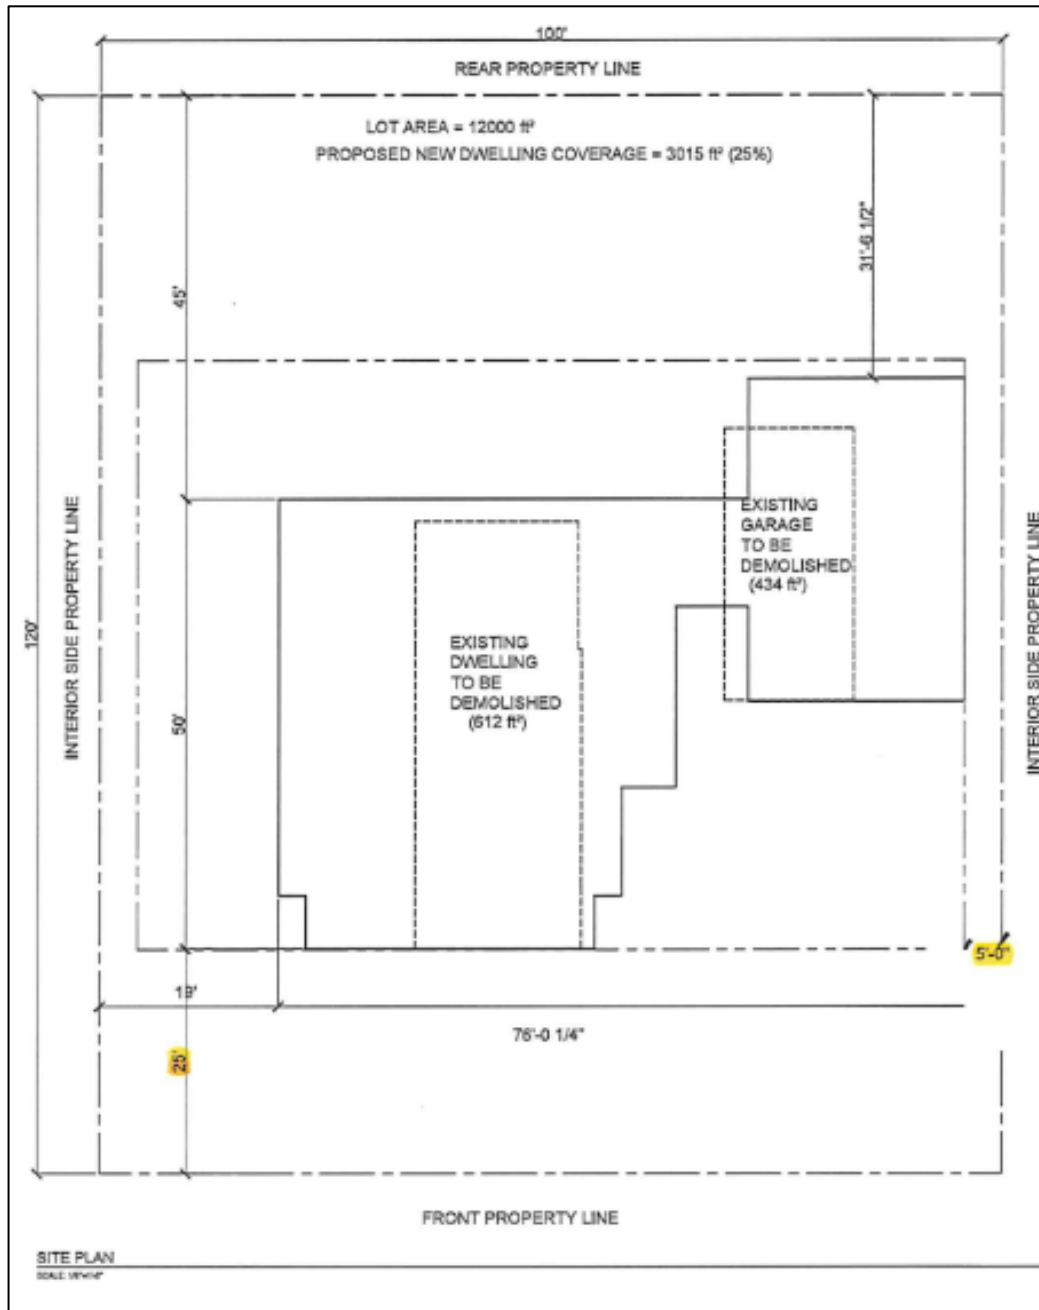 100'
REAR PROPERTY LINE
LOT AREA = 12000 ft²
PROPOSED NEW DWELLING COVERAGE = 3015 ft² (25%)
31'-6 1/2"
45'
120'
INTERIOR SIDE PROPERTY LINE
50'
EXISTING
GARAGE
TO BE
DEMOLISHED
(434 ft²)
EXISTING
DWELLING
TO BE
DEMOLISHED
(612 ft²)
INTERIOR SIDE PROPERTY LINE
5'-0"
19'
76'-0 1/4"
25'
FRONT PROPERTY LINE
SITE PLAN
SCALE: